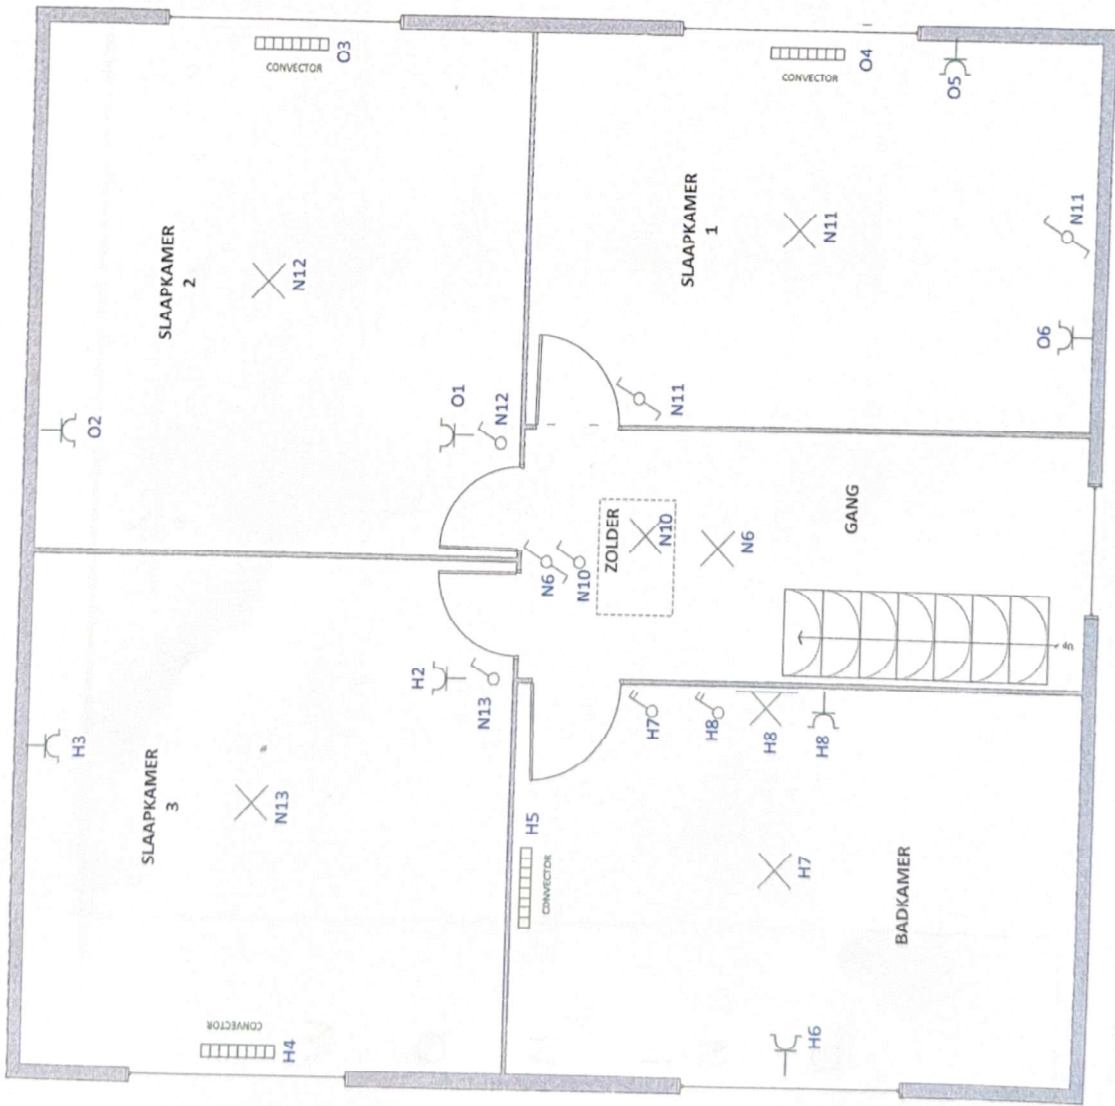 SLAAPKAMER
2
O3
CONVECTOR
N12
O2
O1
N12
SLAAPKAMER
1
O4
CONVECTOR
O5
N11
N11
O6
N11
SLAAPKAMER
3
H3
H2
N13
N13
CONVECTOR
H4
ZOLDER
N10
N6
N10
N6
GANG
UP
BADKAMER
H5
CONVECTOR
H7
H8
H8
H8
H7
H6